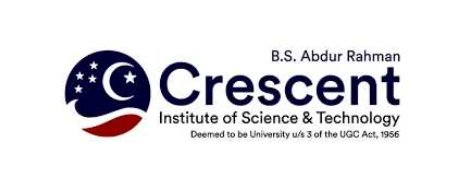 B.S. Abdur Rahman
Crescent
Institute of Science & Technology
Deemed to be University u/s 3 of the UGC Act, 1956